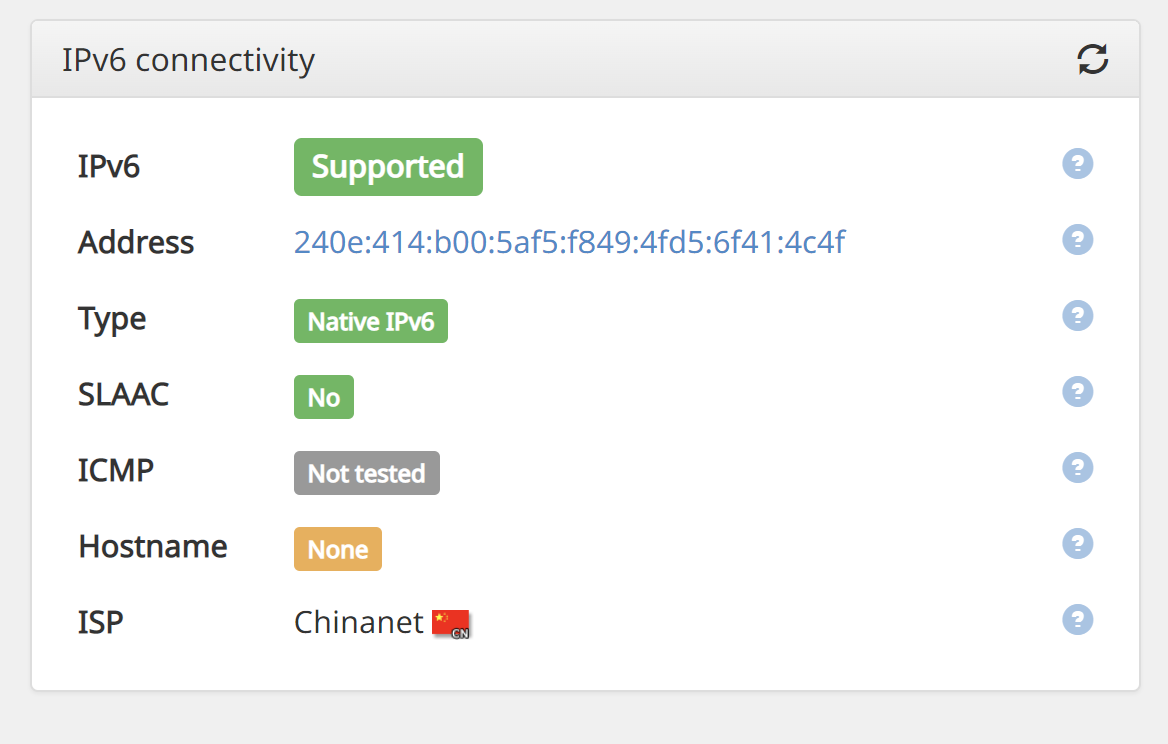 IPv6 connectivity
IPv6 Supported ?
Address 240e:414:b00:5af5:f849:4fd5:6f41:4c4f ?
Type Native IPv6 ?
SLAAC No ?
ICMP Not tested ?
Hostname None ?
ISP Chinanet CN ?